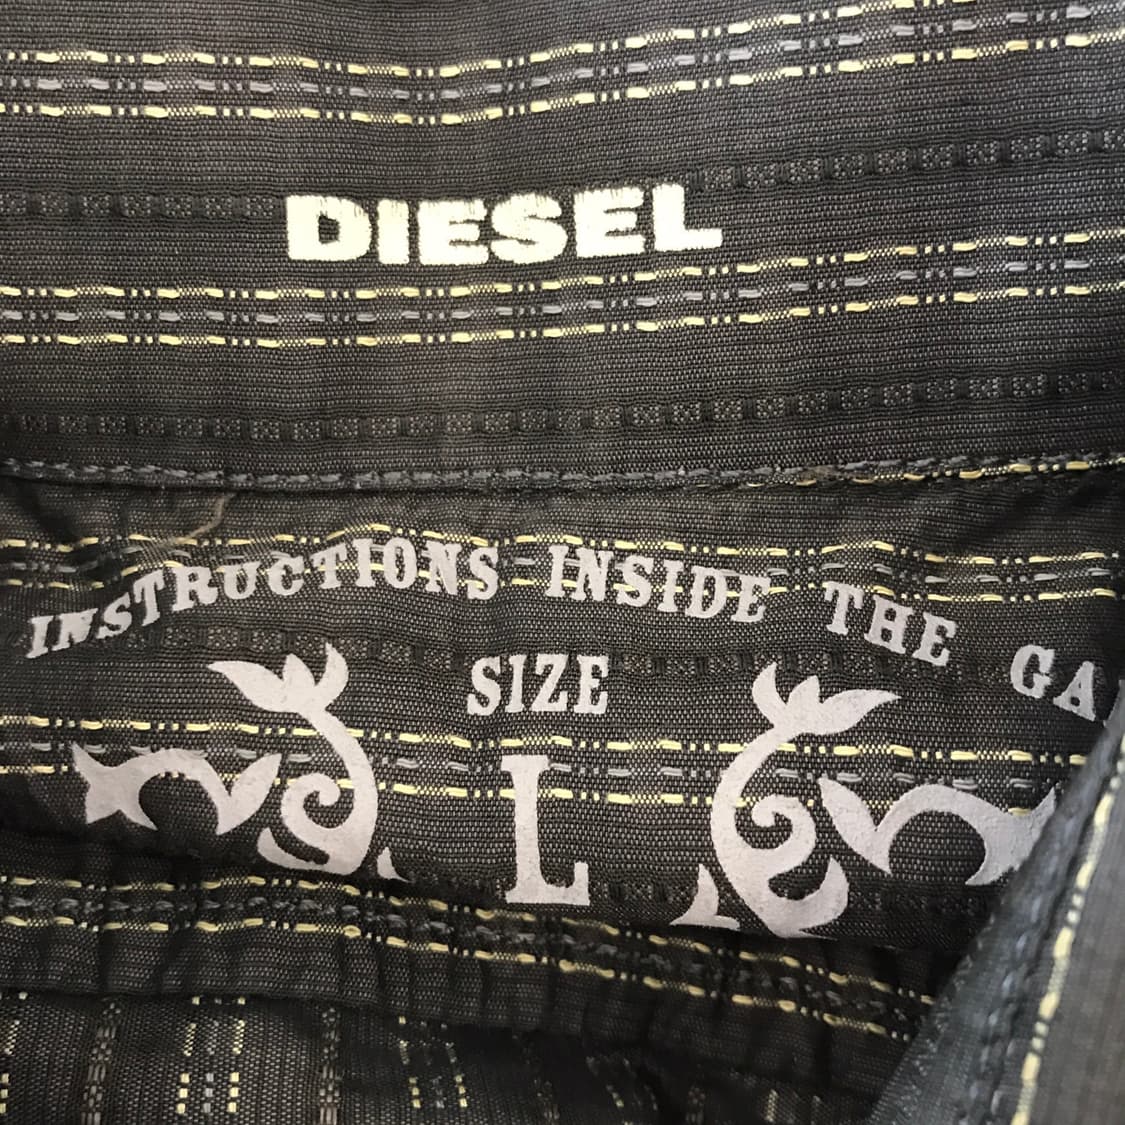 DIESEL
INSTRUCTIONS INSIDE THE
SIZE
L